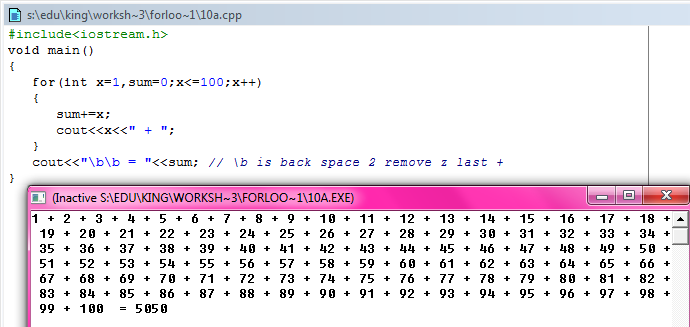 s:\edu\king\worksh~3\forloo~1\10a.cpp
#include<iostream.h>
void main()
{
for(int x=1,sum=0;x<=100;x++)
{
sum+=x;
cout<<x<<" + ";
}
cout<<"\b\b = "<<sum; // \b is back space 2 remove z last +
}
(Inactive S:\EDU\KING\WORKSH~3\FORLOO~1\10A.EXE)
1 + 2 + 3 + 4 + 5 + 6 + 7 + 8 + 9 + 10 + 11 + 12 + 13 + 14 + 15 + 16 + 17 + 18 +
19 + 20 + 21 + 22 + 23 + 24 + 25 + 26 + 27 + 28 + 29 + 30 + 31 + 32 + 33 + 34 +
35 + 36 + 37 + 38 + 39 + 40 + 41 + 42 + 43 + 44 + 45 + 46 + 47 + 48 + 49 + 50 +
51 + 52 + 53 + 54 + 55 + 56 + 57 + 58 + 59 + 60 + 61 + 62 + 63 + 64 + 65 + 66 +
67 + 68 + 69 + 70 + 71 + 72 + 73 + 74 + 75 + 76 + 77 + 78 + 79 + 80 + 81 + 82 +
83 + 84 + 85 + 86 + 87 + 88 + 89 + 90 + 91 + 92 + 93 + 94 + 95 + 96 + 97 + 98 +
99 + 100  = 5050